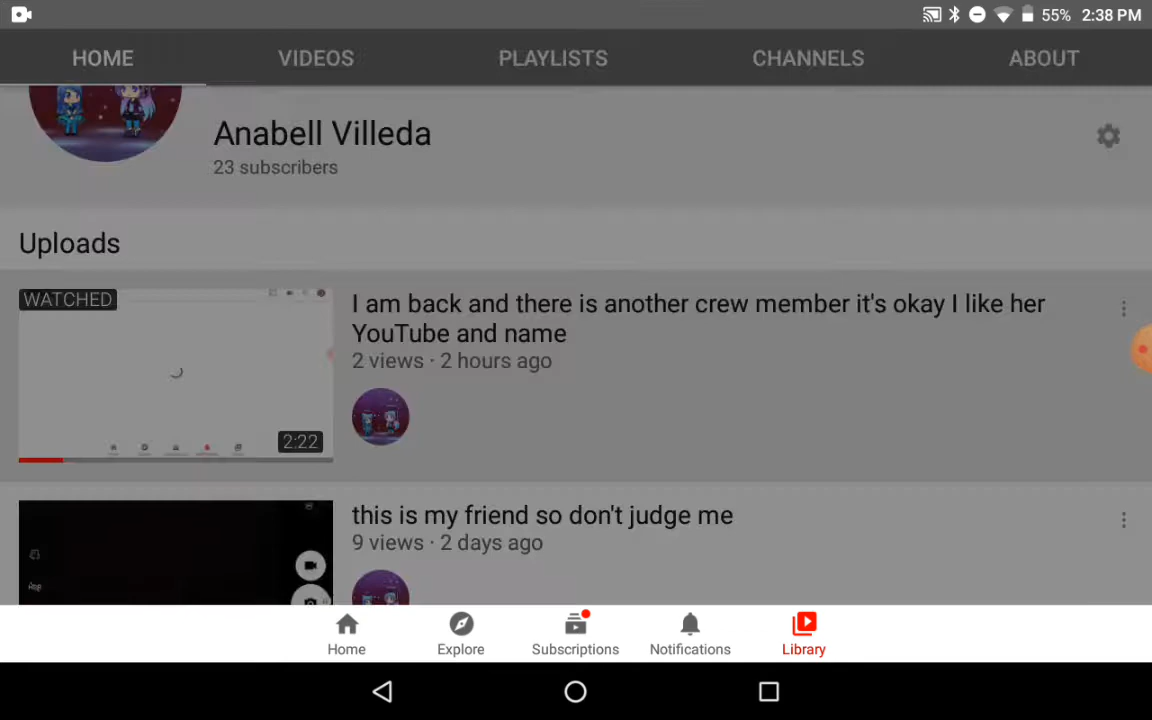 55% 2:38 PM
HOME VIDEOS PLAYLISTS CHANNELS ABOUT
Anabell Villeda
23 subscribers
Uploads
WATCHED
I am back and there is another crew member it's okay I like her
YouTube and name
2 views · 2 hours ago
2:22
this is my friend so don't judge me
9 views · 2 days ago
Home Explore Subscriptions Notifications Library